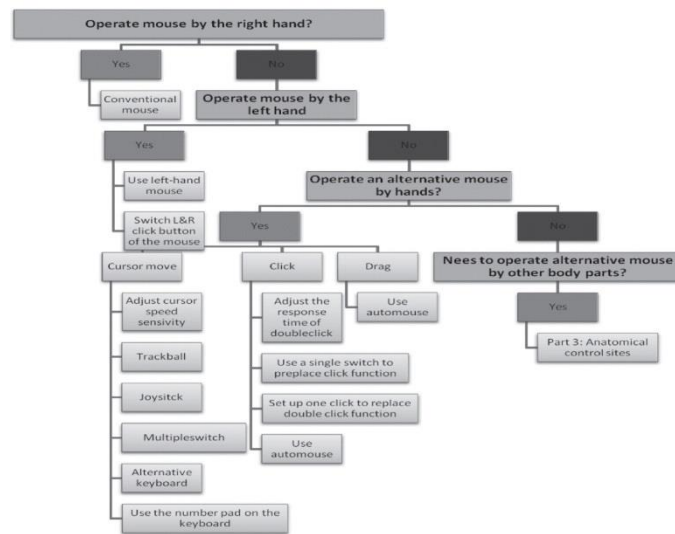 Operate mouse by the right hand?
Yes
No
Conventional
mouse
Operate mouse by the
left hand
Yes
No
Use left-hand
mouse
Switch L&R
click button
of the mouse
Operate an alternative mouse
by hands?
Yes
No
Cursor move
Click
Drag
Nees to operate alternative mouse
by other body parts?
Adjust cursor
speed
sensivity
Trackball
Joysitck
Multipleswitch
Alternative
keyboard
Use the number pad on the
keyboard
Adjust the
response
time of
doubleclick
Use a single switch to
preplace click function
Set up one click to replace
double click function
Use
automouse
Use
automouse
Yes
Part 3: Anatomical
control sites